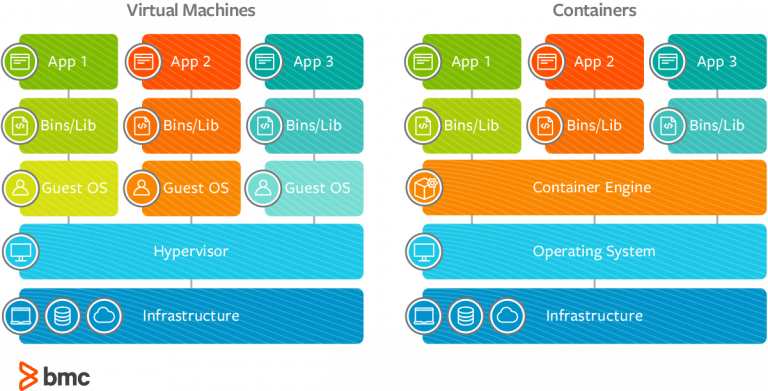 Virtual Machines
App 1
App 2
App 3
Bins/Lib
Bins/Lib
Bins/Lib
Guest OS
Guest OS
Guest OS
Hypervisor
Infrastructure
Containers
App 1
App 2
App 3
Bins/Lib
Bins/Lib
Bins/Lib
Container Engine
Operating System
Infrastructure
bmc